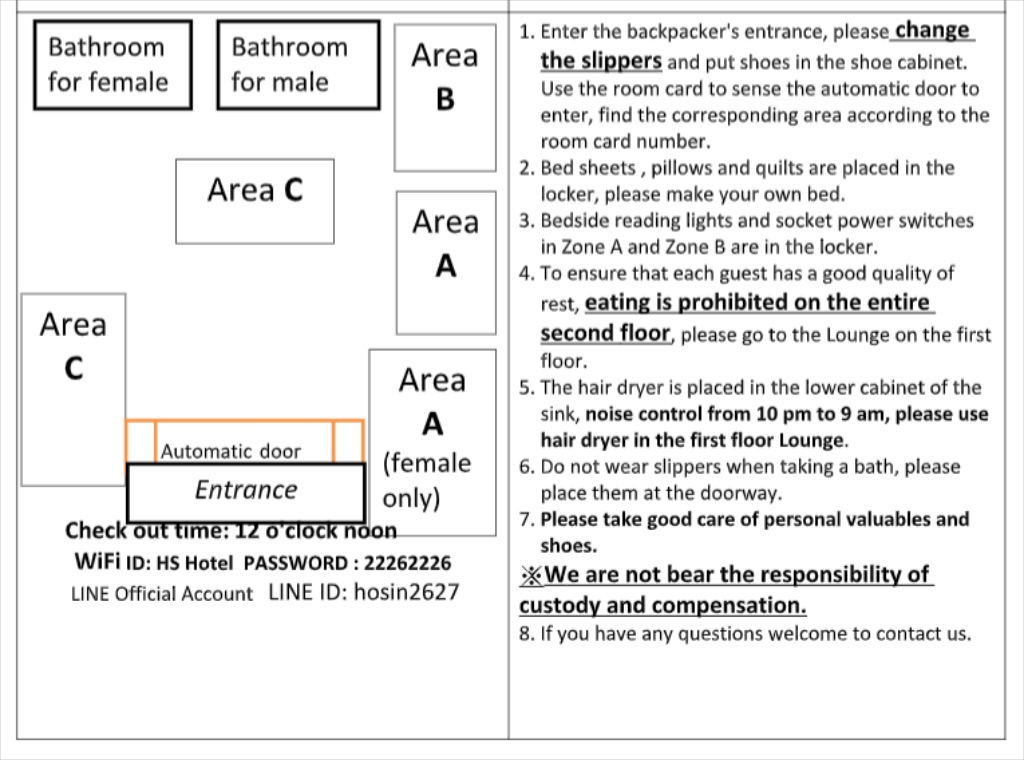 Bathroom
for female
Bathroom
for male
Area
B
Area C
Area
A
Area
C
Area
A
(female
only)
Automatic door
Entrance
Check out time: 12 o'clock noon
WiFi ID: HS Hotel PASSWORD : 22262226
LINE Official Account LINE ID: hosin2627
1. Enter the backpacker's entrance, please change
the slippers and put shoes in the shoe cabinet.
Use the room card to sense the automatic door to
enter, find the corresponding area according to the
room card number.
2. Bed sheets , pillows and quilts are placed in the
locker, please make your own bed.
3. Bedside reading lights and socket power switches
in Zone A and Zone B are in the locker.
4. To ensure that each guest has a good quality of
rest, eating is prohibited on the entire
second floor, please go to the Lounge on the first
floor.
5. The hair dryer is placed in the lower cabinet of the
sink, noise control from 10 pm to 9 am, please use
hair dryer in the first floor Lounge.
6. Do not wear slippers when taking a bath, please
place them at the doorway.
7. Please take good care of personal valuables and
shoes.
※We are not bear the responsibility of
custody and compensation.
8. If you have any questions welcome to contact us.